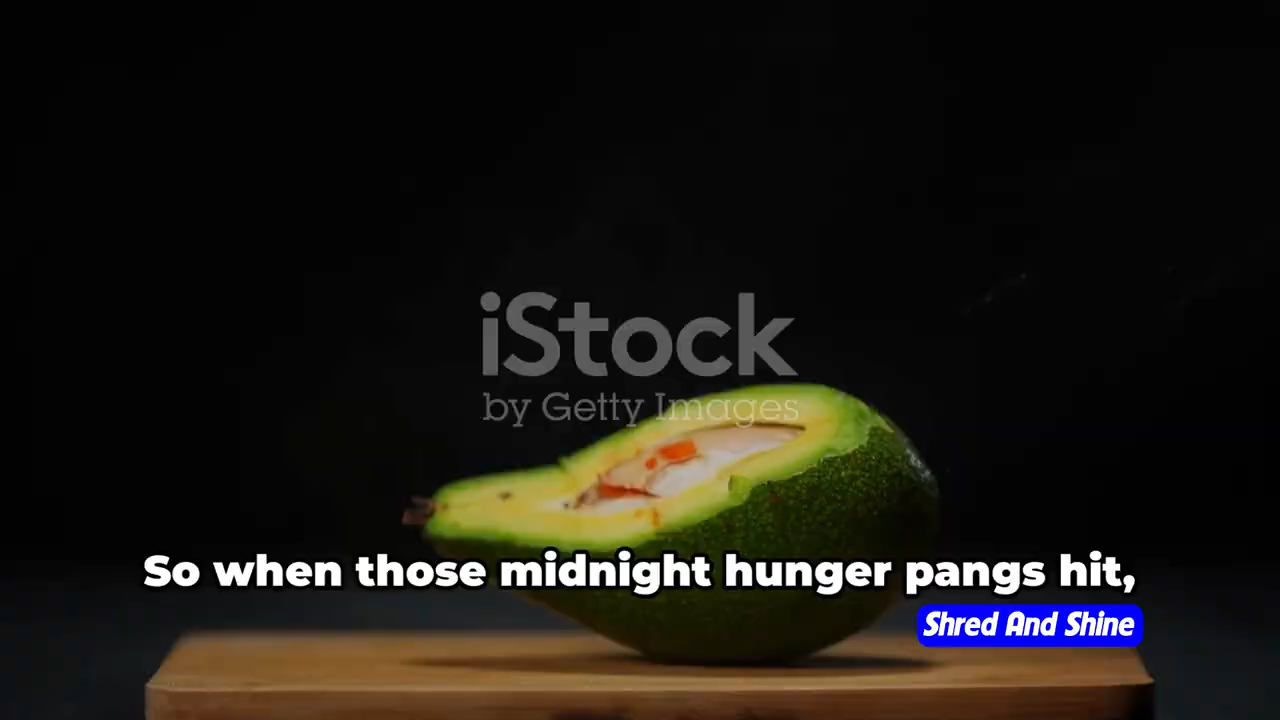 iStock
by Getty Images
So when those midnight hunger pangs hit,
Shred And Shine